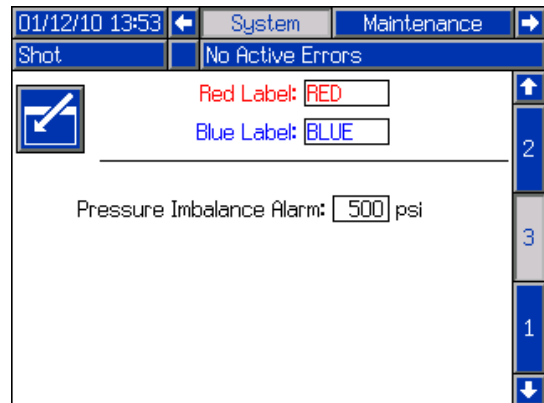 01/12/10 13:53 System Maintenance
Shot No Active Errors
Red Label: RED
Blue Label: BLUE
2
Pressure Imbalance Alarm: 500 psi
3
1